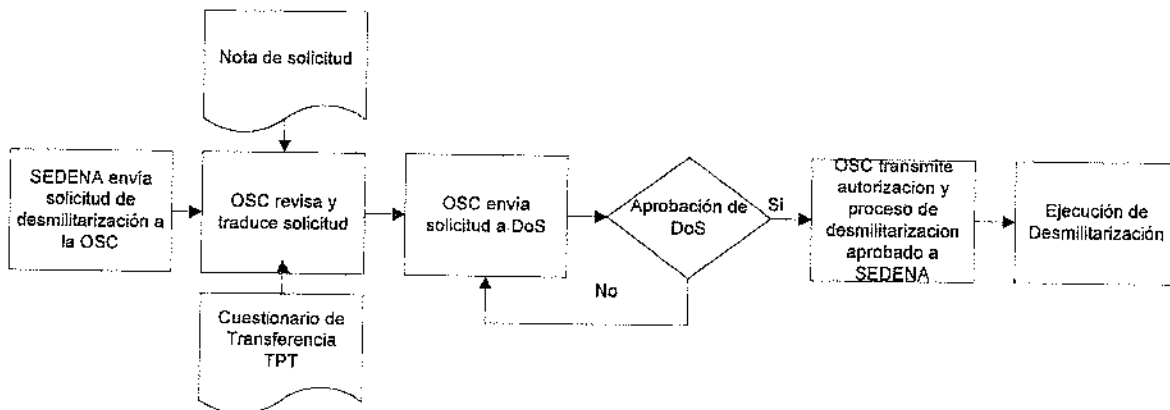 Nota de solicitud
SEDENA envía
solicitud de
desmilitarización a
la OSC
OSC revisa y
traduce solicitud
Cuestionario de
Transferencia
TPT
OSC envía
solicitud a DoS
Aprobación de
DoS
Si
No
OSC transmite
autorizacion y
proceso de
desmilitarizacion
aprobado a
SEDENA
Ejecución de
Desmilitarización